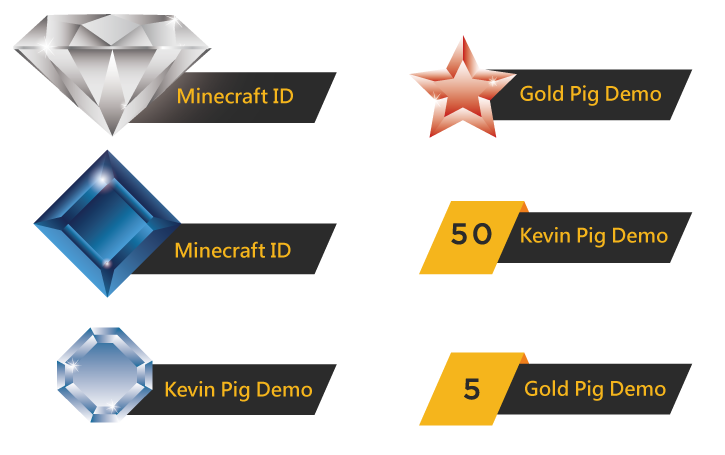 Minecraft ID
Gold Pig Demo
Minecraft ID
50 Kevin Pig Demo
Kevin Pig Demo
5 Gold Pig Demo